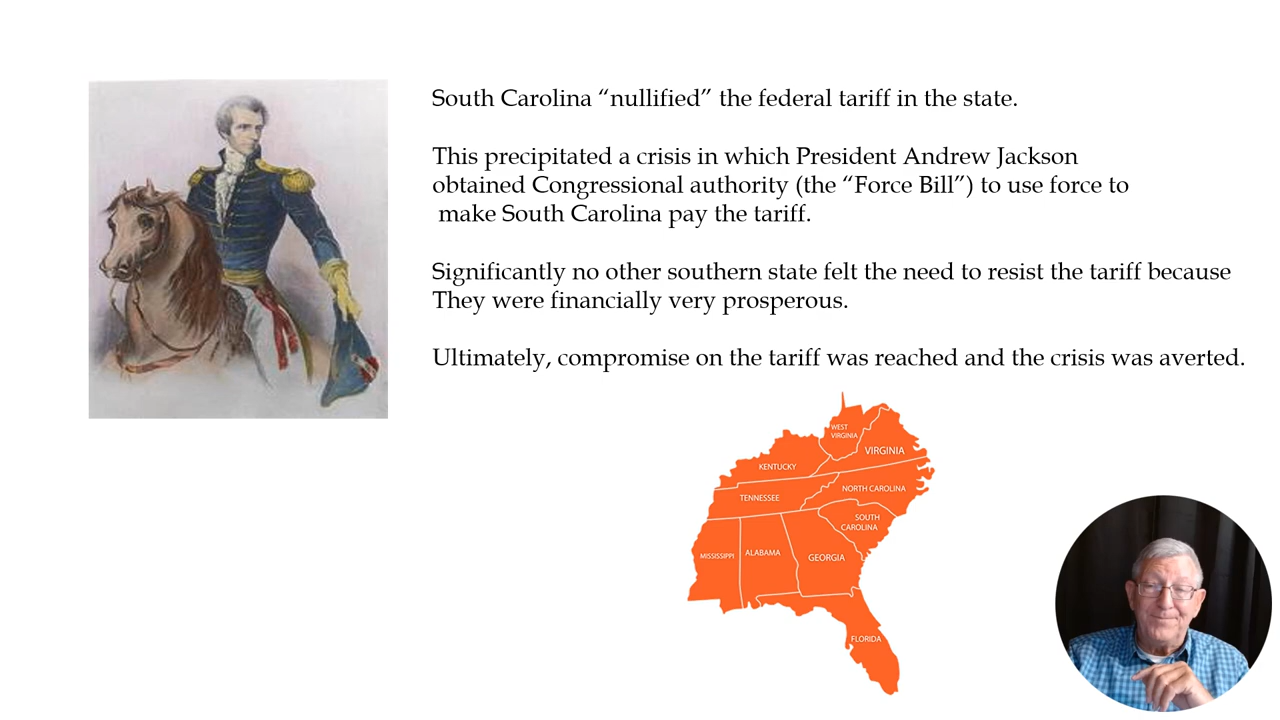 South Carolina “nullified” the federal tariff in the state.
This precipitated a crisis in which President Andrew Jackson
obtained Congressional authority (the “Force Bill”) to use force to
make South Carolina pay the tariff.
Significantly no other southern state felt the need to resist the tariff because
They were financially very prosperous.
Ultimately, compromise on the tariff was reached and the crisis was averted.
WEST
VIRGINIA
VIRGINIA
KENTUCKY
TENNESSEE
NORTH CAROLINA
SOUTH
CAROLINA
MISSISSIPPI
ALABAMA
GEORGIA
FLORIDA